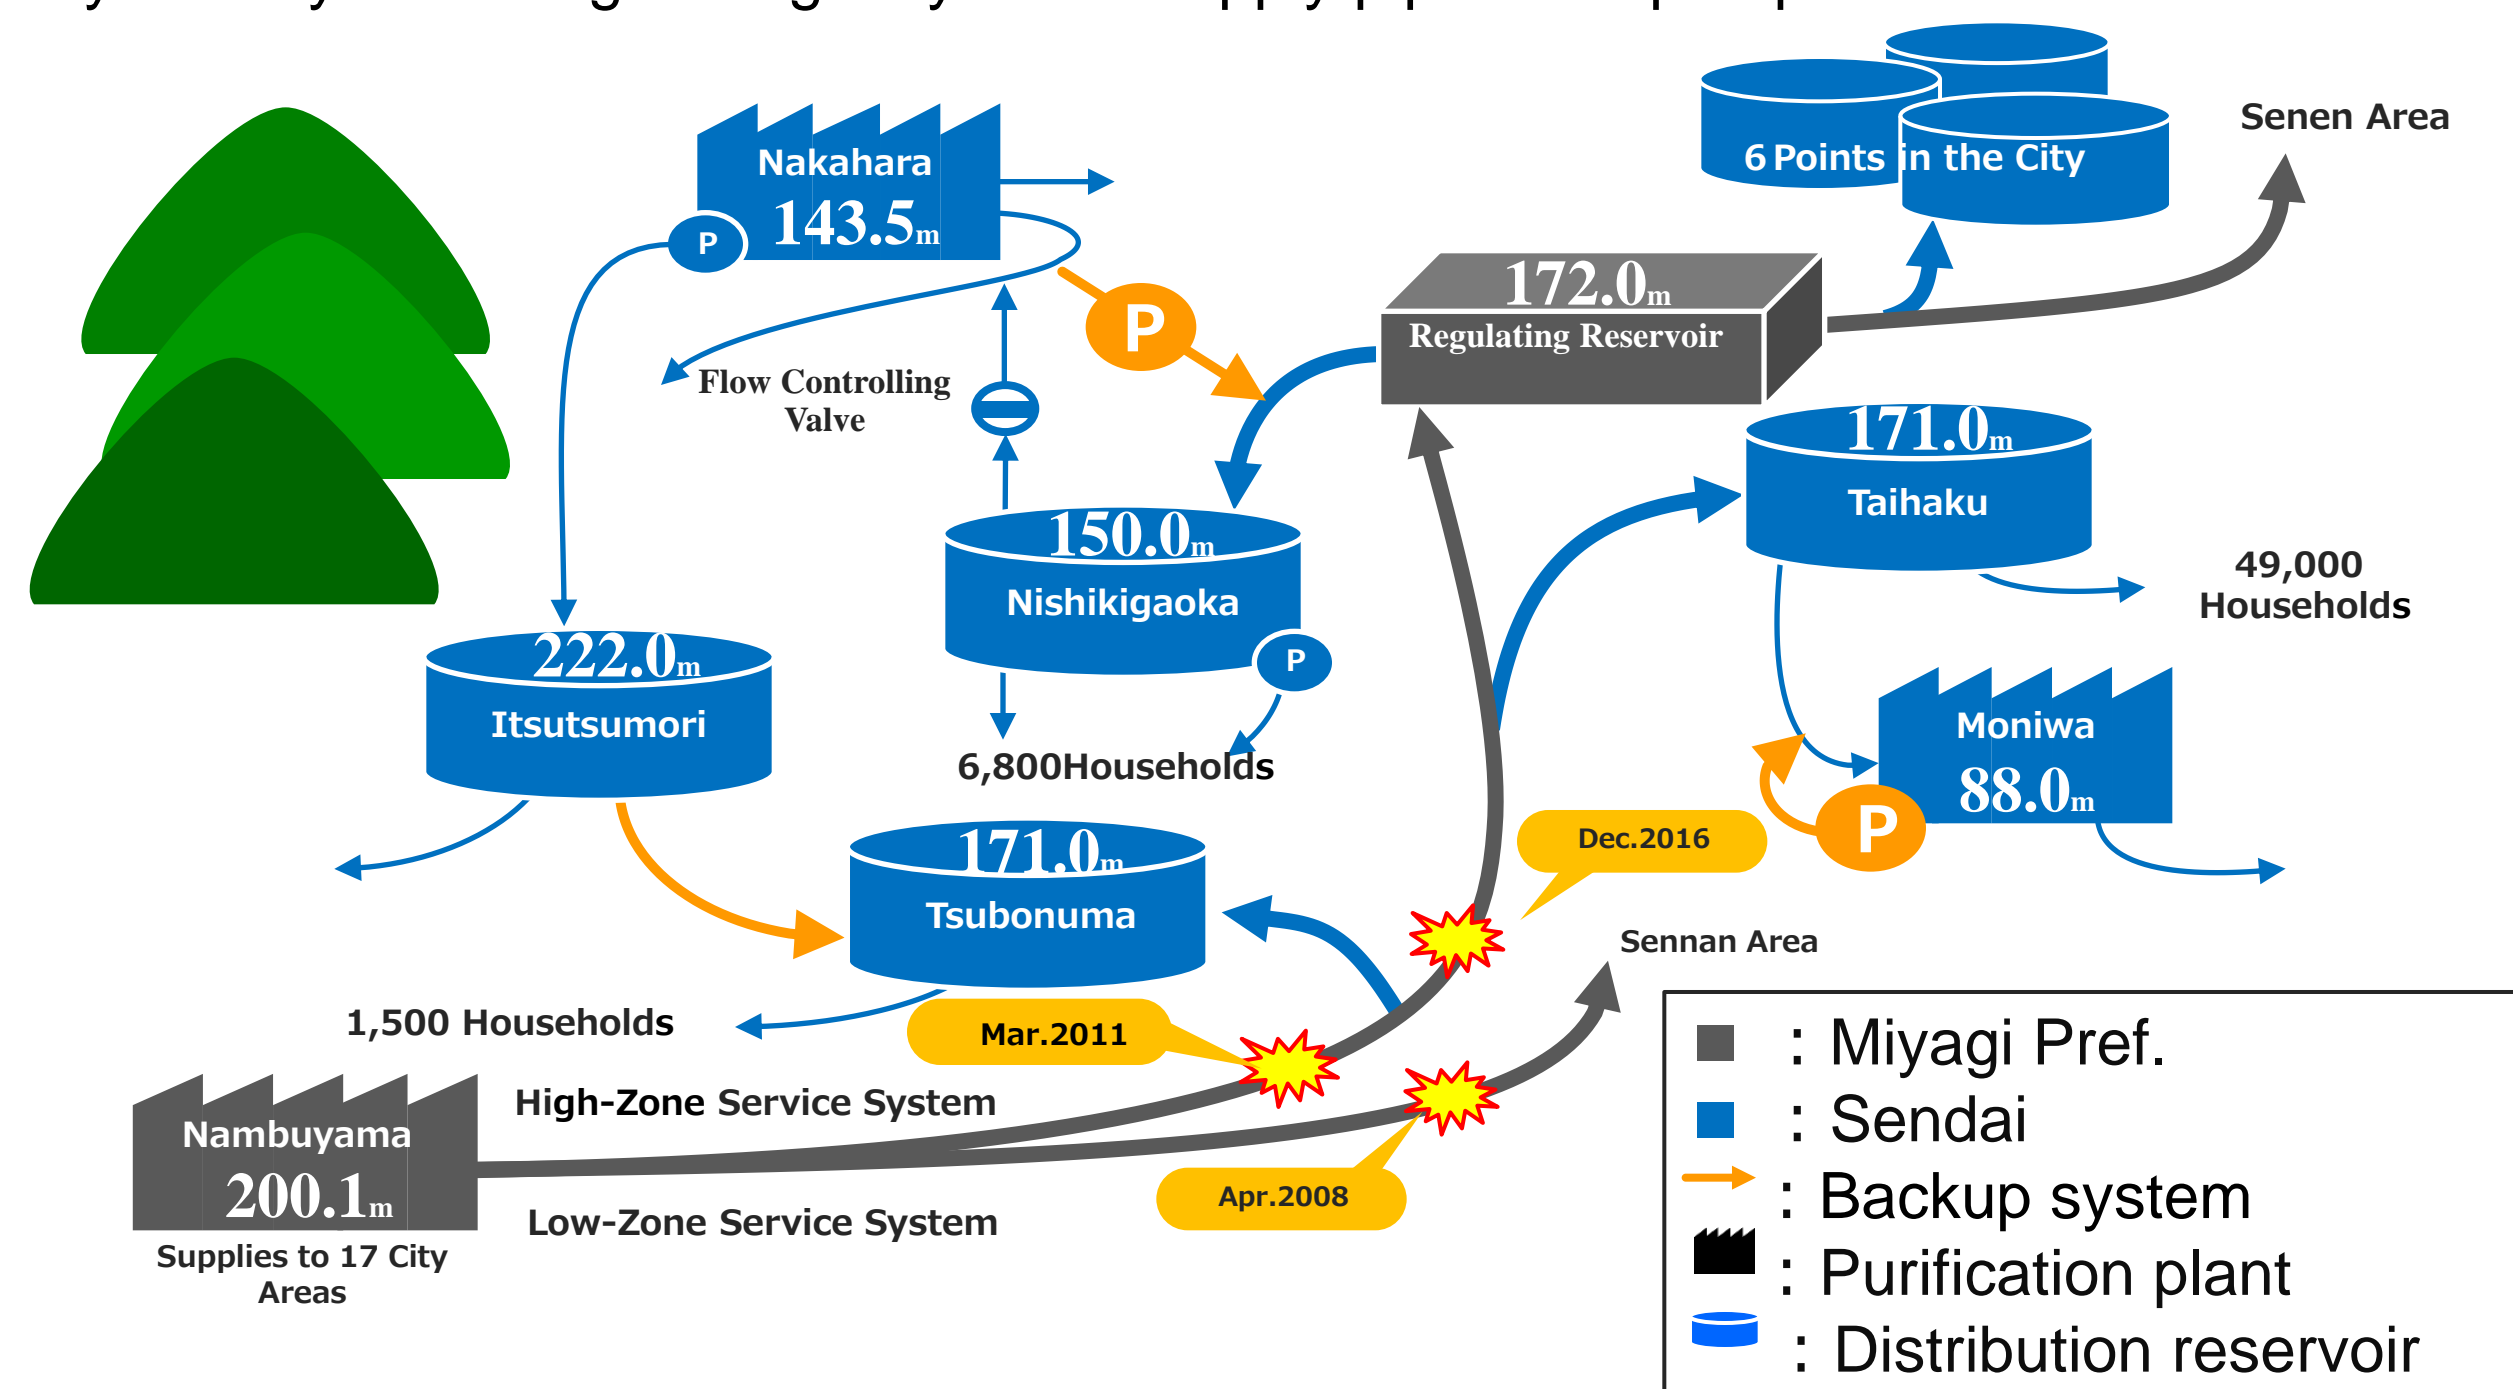 Senen Area
Nakahara
143.5m
P
6 Points in the City
172.0m
Regulating Reservoir
P
Flow Controlling
Valve
171.0m
Taihaku
150.0m
Nishikigaoka
P
49,000
Households
222.0m
Itsutsumori
Moniwa
88.0m
P
6,800Households
Dec.2016
171.0m
Tsubonuma
Sennan Area
1,500 Households
Mar.2011
High-Zone Service System
Nambuyama
200.1m
Apr.2008
Low-Zone Service System
Supplies to 17 City
Areas
: Miyagi Pref.
: Sendai
: Backup system
: Purification plant
: Distribution reservoir